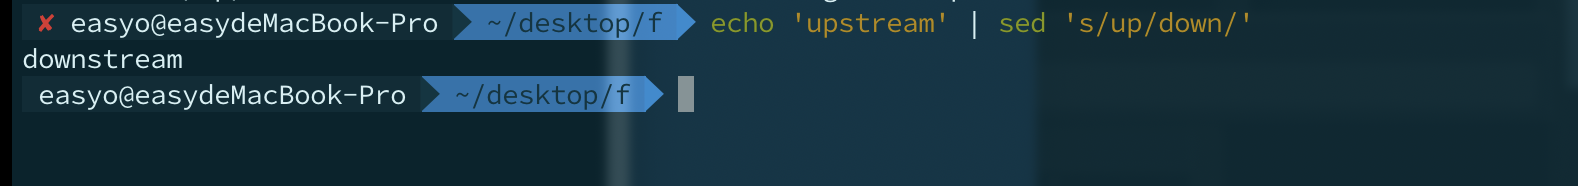 ✘ easyo@easydeMacBook-Pro ~/desktop/f echo 'upstream' | sed 's/up/down/'
downstream
easyo@easydeMacBook-Pro ~/desktop/f